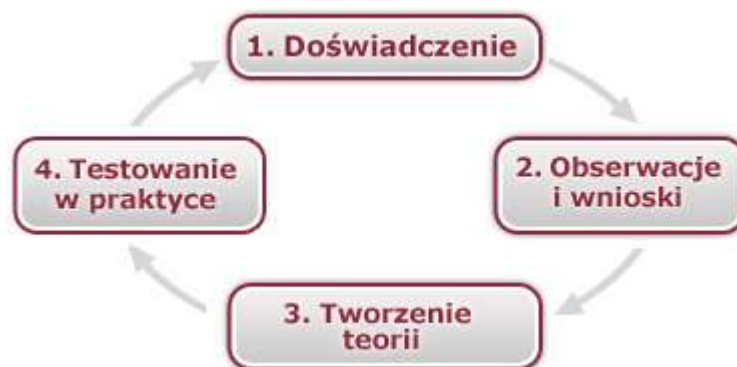 1. Doświadczenie
2. Obserwacje
i wnioski
3. Tworzenie
teorii
4. Testowanie
w praktyce